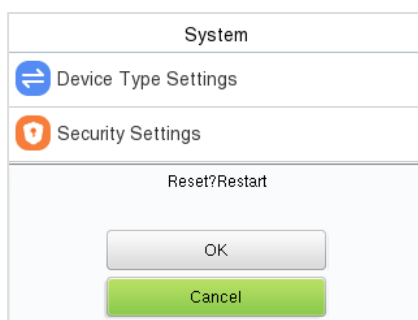 System
Device Type Settings
Security Settings
Reset?Restart
OK
Cancel